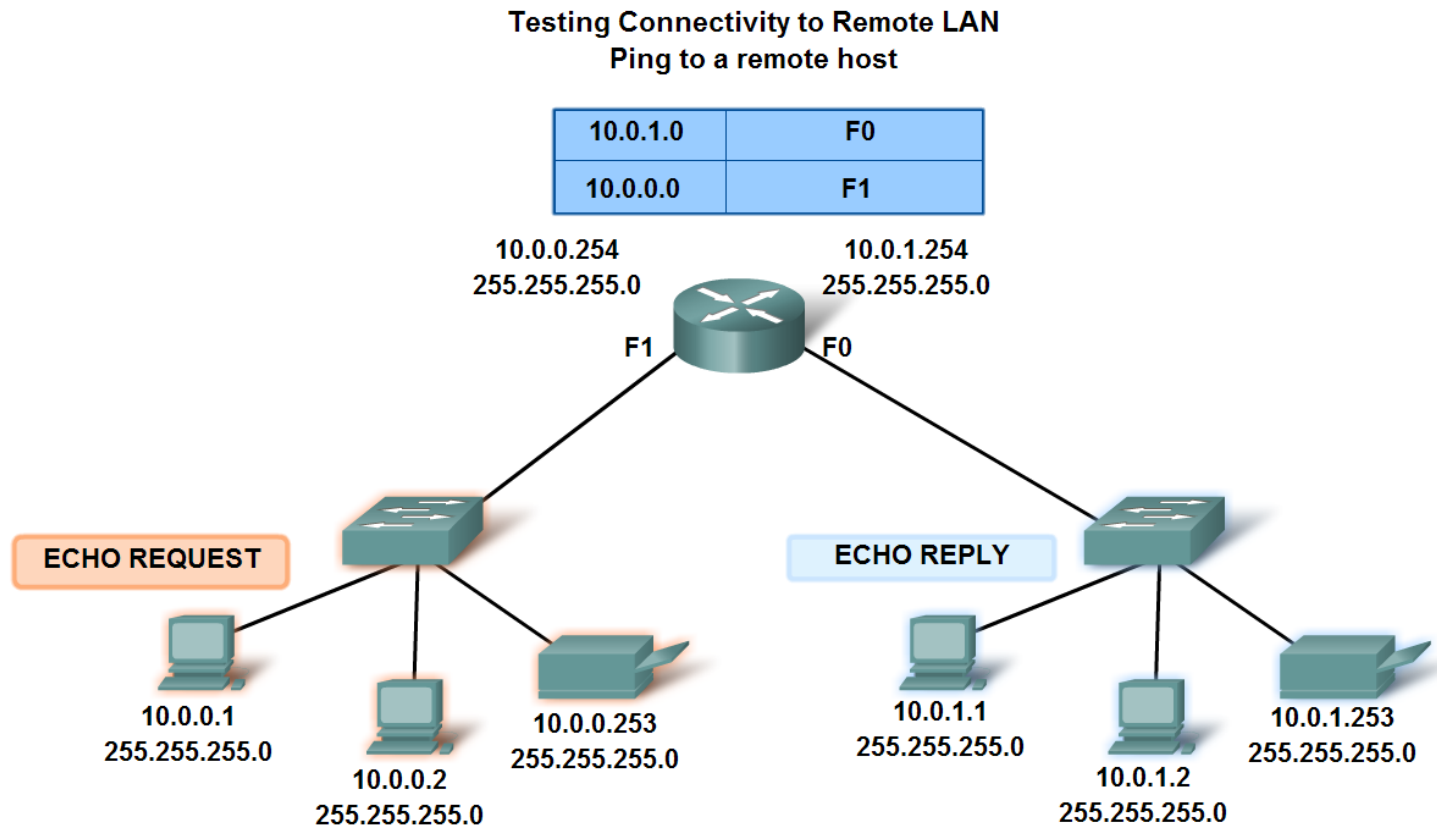 Testing Connectivity to Remote LAN
Ping to a remote host
10.0.1.0 F0
10.0.0.0 F1
10.0.0.254
255.255.255.0
10.0.1.254
255.255.255.0
F1
F0
ECHO REQUEST
ECHO REPLY
10.0.0.1
255.255.255.0
10.0.0.2
255.255.255.0
10.0.0.253
255.255.255.0
10.0.1.1
255.255.255.0
10.0.1.2
255.255.255.0
10.0.1.253
255.255.255.0